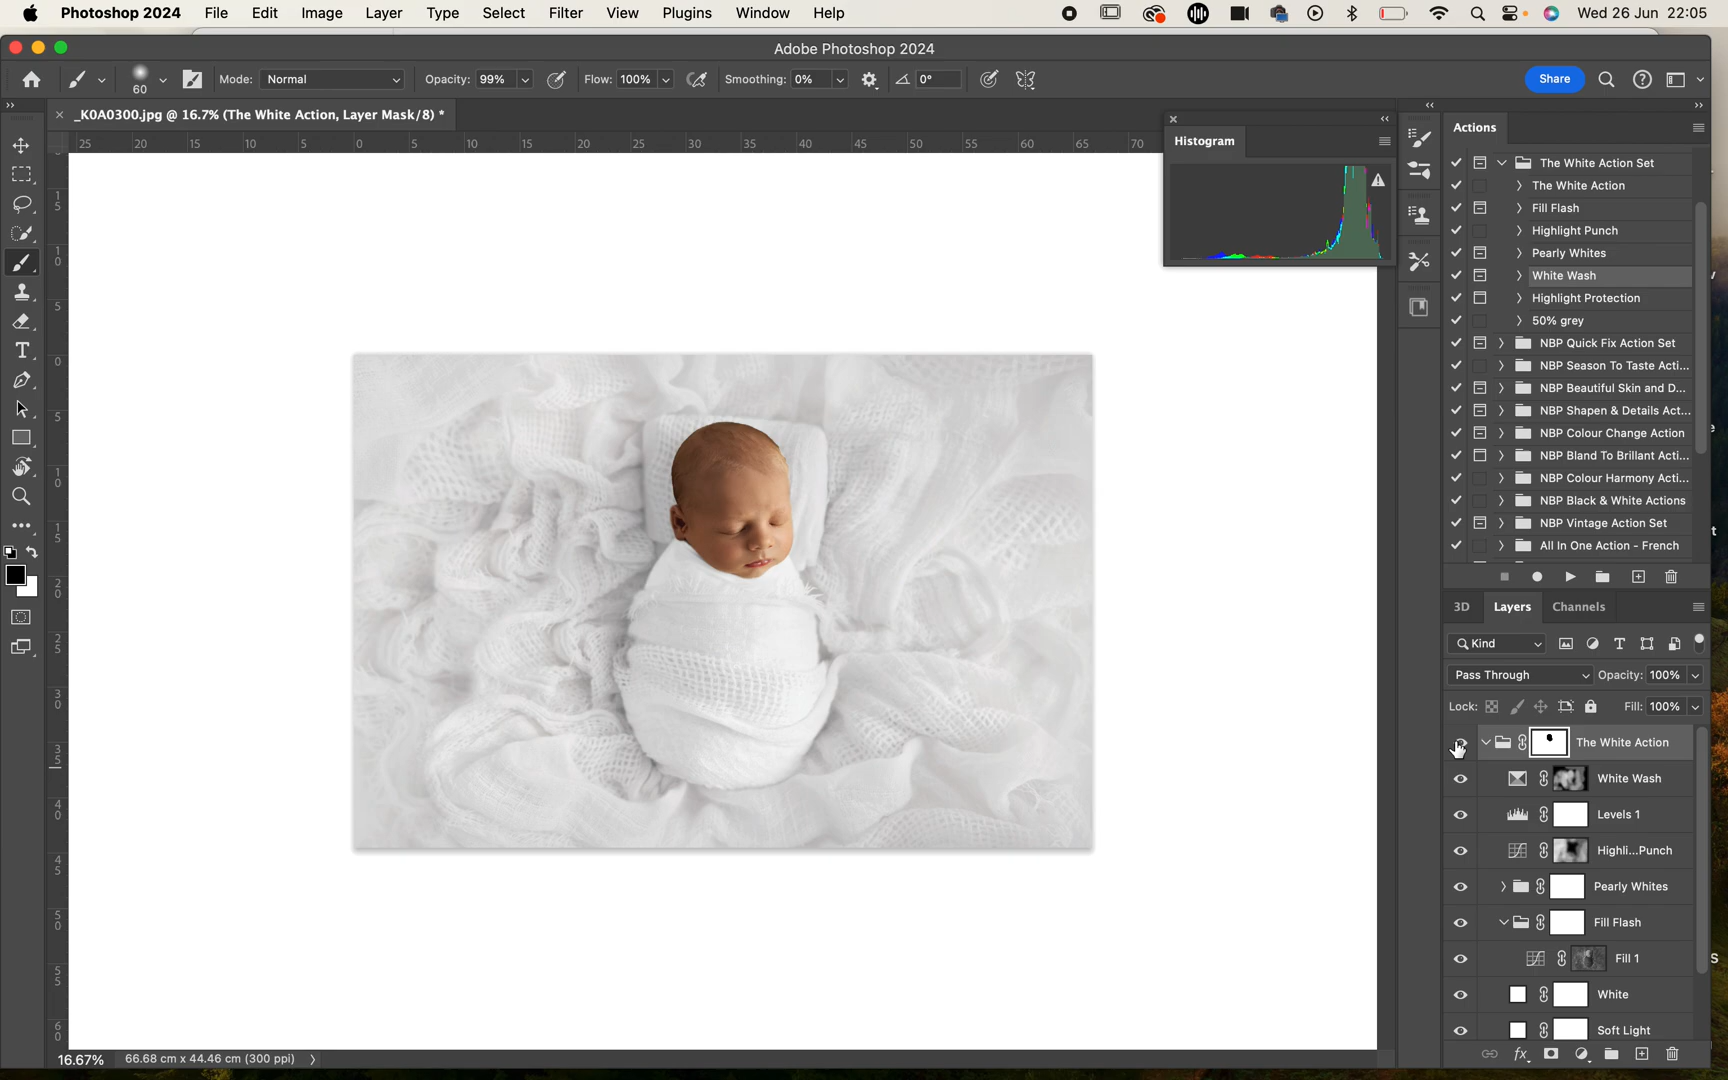 Photoshop 2024 File Edit Image Layer Type Select Filter View Plugins Window Help Wed 26 Jun 22:05
Adobe Photoshop 2024
60 Mode: Normal Opacity: 99% Flow: 100% Smoothing: 0% 0° Share
_K0A0300.jpg @ 16.7% (The White Action, Layer Mask/8) *
25 20 15 10 5 0 5 10 15 20 25 30 35 40 45 50 55 60 65 70
Histogram
Actions
The White Action Set
The White Action
Fill Flash
Highlight Punch
Pearly Whites
White Wash
Highlight Protection
50% grey
NBP Quick Fix Action Set
NBP Season To Taste Acti...
NBP Beautiful Skin and D...
NBP Shapen & Details Act...
NBP Colour Change Action
NBP Bland To Brillant Acti...
NBP Colour Harmony Acti...
NBP Black & White Actions
NBP Vintage Action Set
All In One Action - French
3D Layers Channels
Kind
Pass Through Opacity: 100%
Lock: Fill: 100%
The White Action
White Wash
Levels 1
Highli...Punch
Pearly Whites
Fill Flash
Fill 1
White
Soft Light
16.67% 66.68 cm x 44.46 cm (300 ppi)